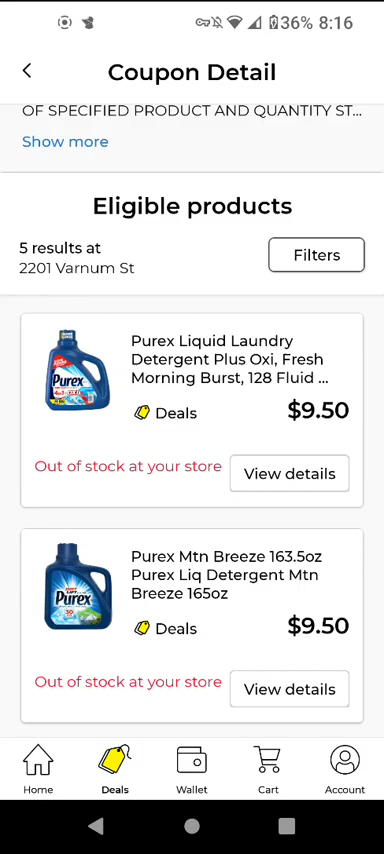 36% 8:16
Coupon Detail
OF SPECIFIED PRODUCT AND QUANTITY ST...
Show more
Eligible products
5 results at
2201 Varnum St
Filters
Purex Liquid Laundry
Detergent Plus Oxi, Fresh
Morning Burst, 128 Fluid ...
Purex
Deals
$9.50
Out of stock at your store
View details
Purex Mtn Breeze 163.5oz
Purex Liq Detergent Mtn
Breeze 165oz
Purex
Deals
$9.50
Out of stock at your store
View details
Home
Deals
Wallet
Cart
Account